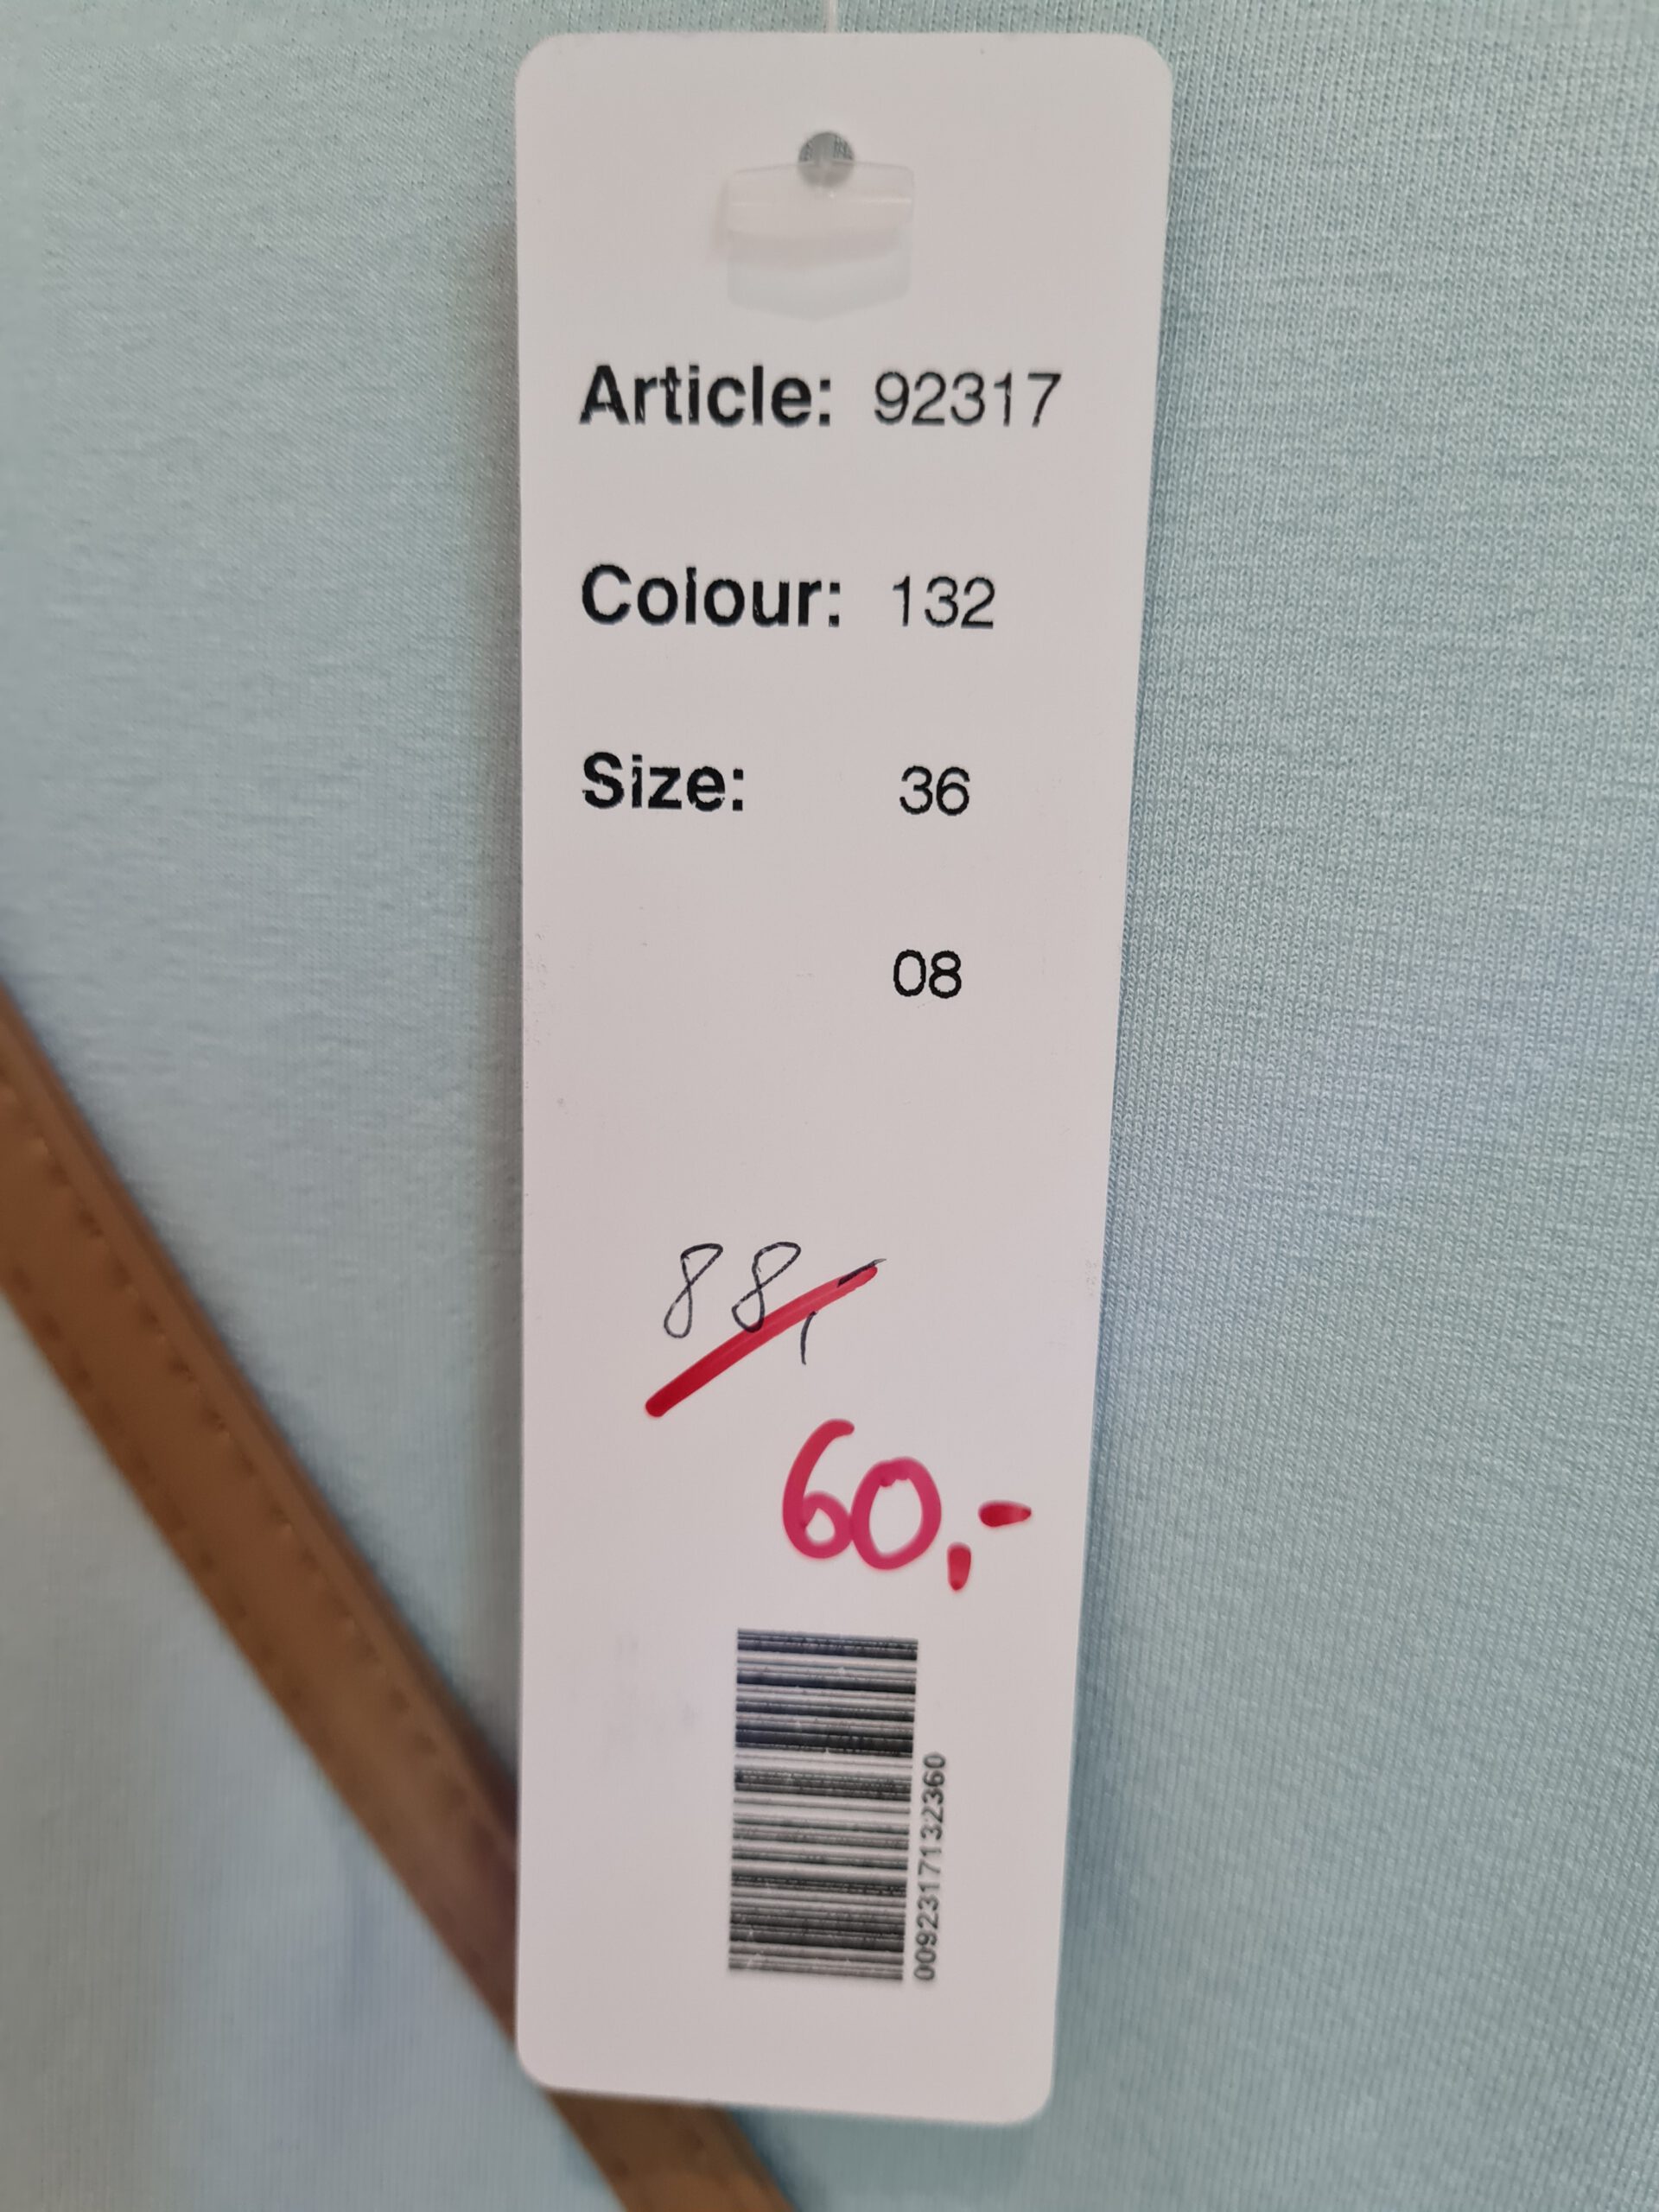 Article: 92317
Colour: 132
Size: 36
08
88,-
60,-
0092317132360